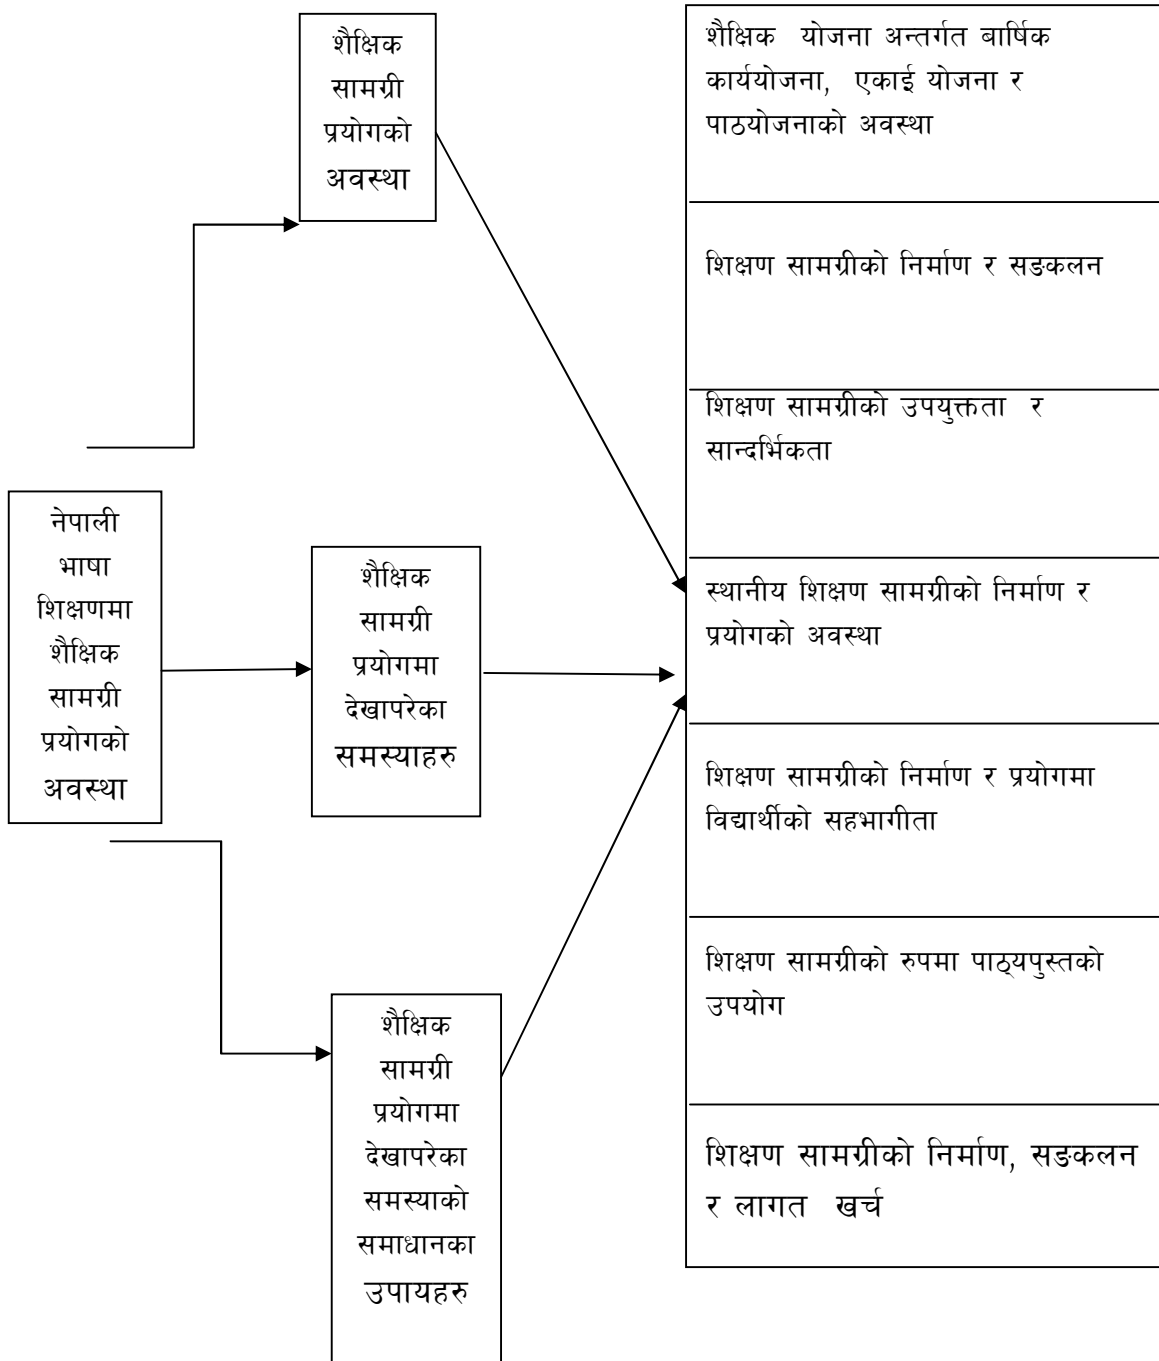 शैक्षिक
सामग्री
प्रयोगको
अवस्था
नेपाली
भाषा
शिक्षणमा
शैक्षिक
सामग्री
प्रयोगको
अवस्था
शैक्षिक
सामग्री
प्रयोगमा
देखापरेका
समस्याहरु
शैक्षिक
सामग्री
प्रयोगमा
देखापरेका
समस्याको
समाधानका
उपायहरु
शैक्षिक योजना अन्तर्गत बार्षिक
कार्ययोजना, एकाई योजना र
पाठयोजनाको अवस्था
शिक्षण सामग्रीको निर्माण र सङकलन
शिक्षण सामग्रीको उपयुक्तता र
सान्दर्भिकता
स्थानीय शिक्षण सामग्रीको निर्माण र
प्रयोगको अवस्था
शिक्षण सामग्रीको निर्माण र प्रयोगमा
विद्यार्थीको सहभागीता
शिक्षण सामग्रीको रुपमा पाठ्यपुस्तको
उपयोग
शिक्षण सामग्रीको निर्माण, सङकलन
र लागत खर्च